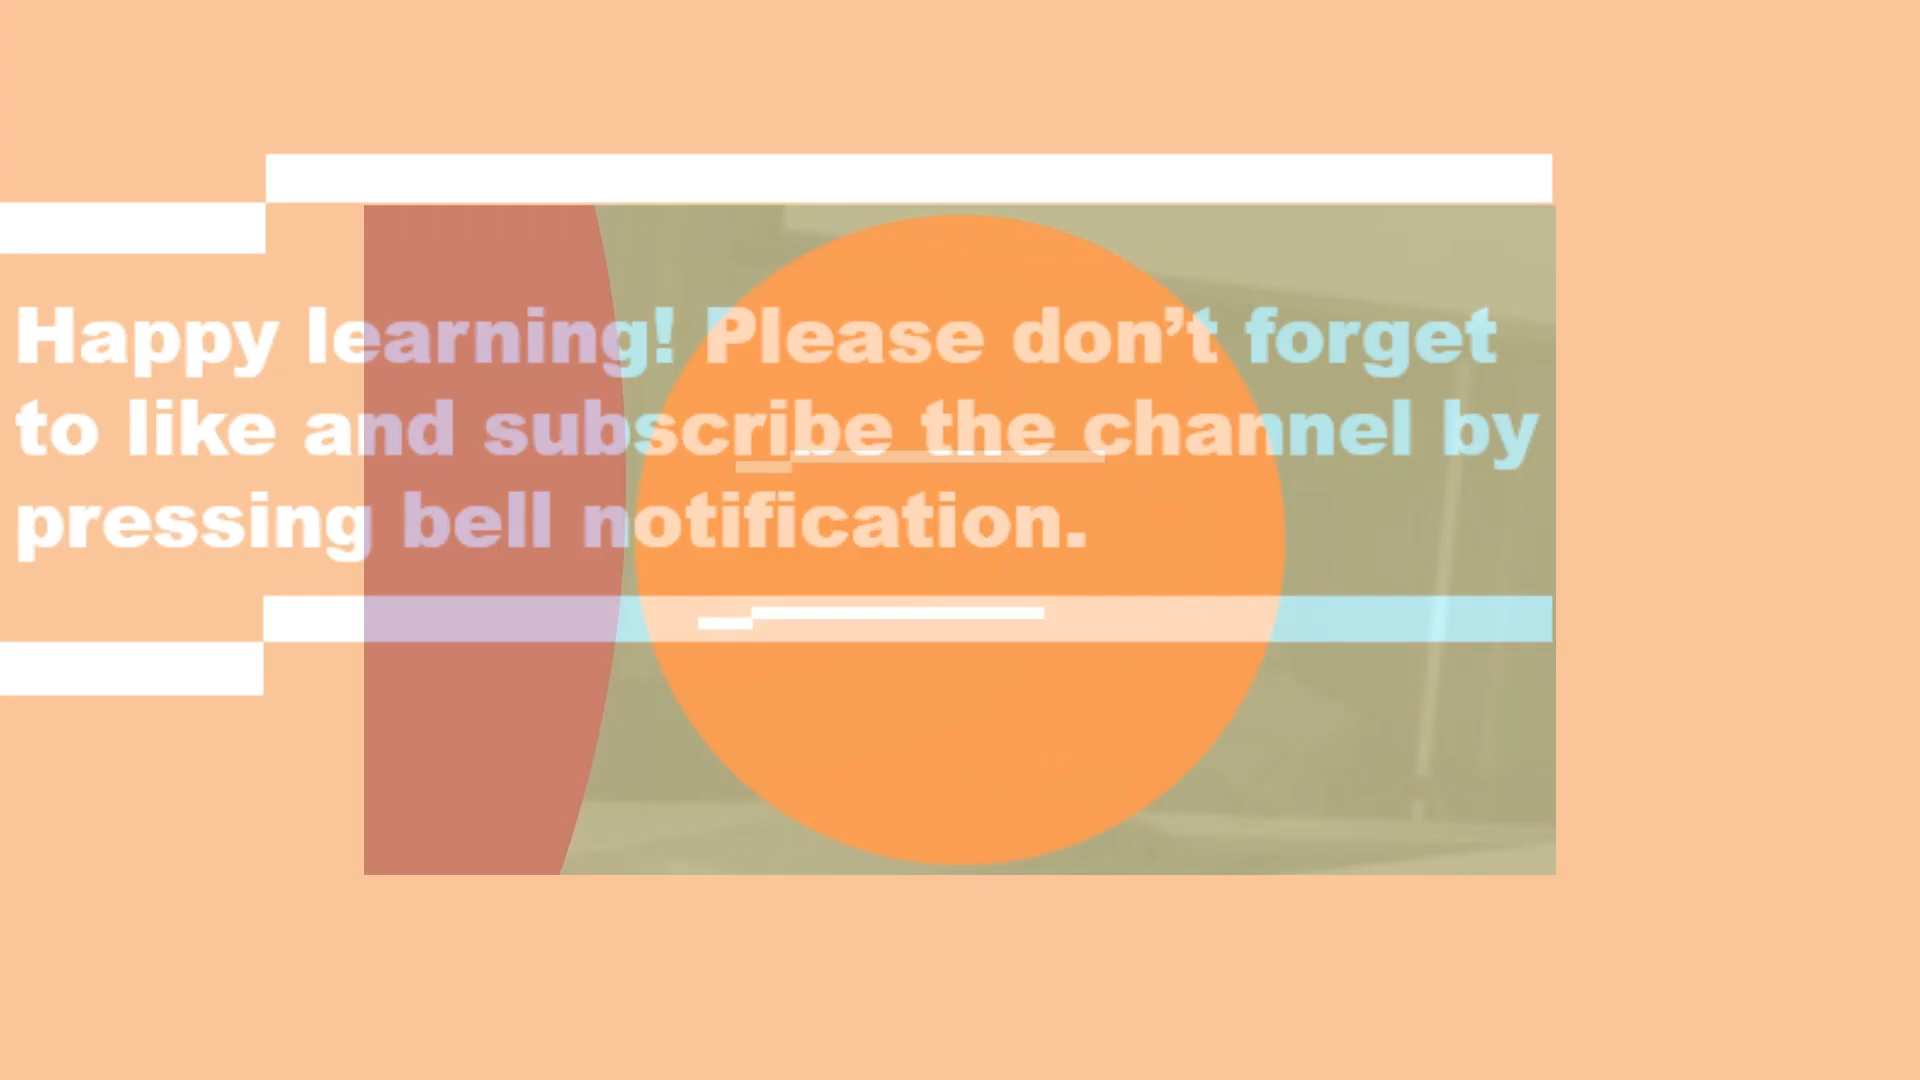 Happy learning! Please don’t forget
to like and subscribe the channel by
pressing bell notification.